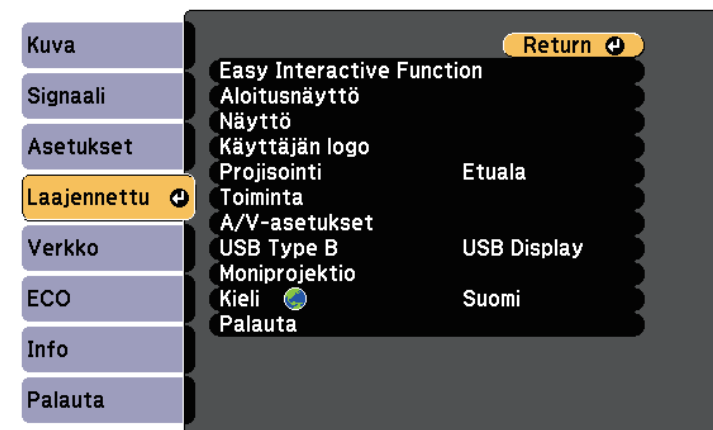 Kuva
Signaali
Asetukset
Laajennettu
Verkko
ECO
Info
Palauta
Return
Easy Interactive Function
Aloitusnäyttö
Näyttö
Käyttäjän logo
Projisointi Etuala
Toiminta
A/V-asetukset
USB Type B USB Display
Moniprojektio
Kieli Suomi
Palauta